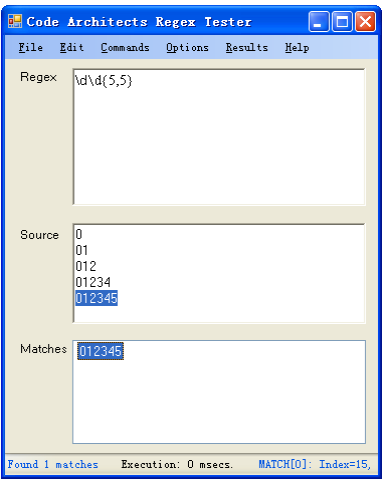 Code Architects Regex Tester
File Edit Commands Options Results Help
Regex
\d\d{5,5}
Source
0
01
012
01234
012345
Matches
012345
Found 1 matches Execution: 0 msecs. MATCH[0]: Index=15,